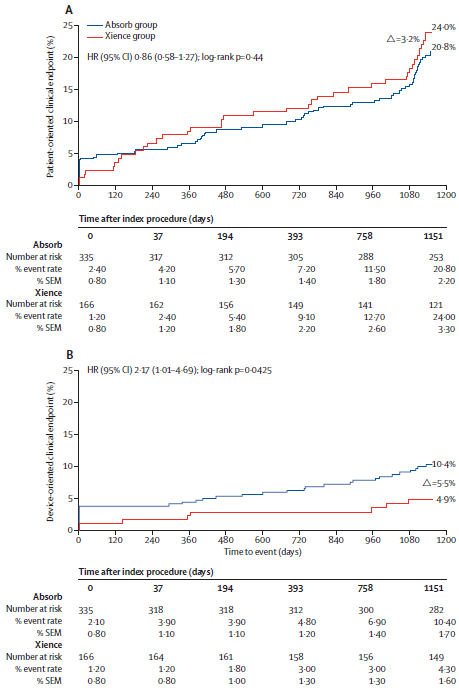 A
Absorb group
Xience group
HR (95% CI) 0·86 (0·58–1·27); log-rank p=0·44
Patient-oriented clinical endpoint (%)
25
20
15
10
5
0
△=3·2%
24·0%
20·8%
0 120 240 360 480 600 720 840 960 1080 1200
Time after index procedure (days)
0 37 194 393 758 1151
Absorb
Number at risk 335 317 312 305 288 253
% event rate 2·40 4·20 5·70 7·20 11·50 20·80
% SEM 0·80 1·10 1·30 1·40 1·80 2·20
Xience
Number at risk 166 162 156 149 141 121
% event rate 1·20 2·40 5·40 9·10 12·70 24·00
% SEM 0·80 1·20 1·80 2·20 2·60 3·30
B
HR (95% CI) 2·17 (1·01–4·69); log-rank p=0·0425
Device-oriented clinical endpoint (%)
25
20
15
10
5
0
10·4%
△=5·5%
4·9%
0 120 240 360 480 600 720 840 960 1080 1200
Time to event (days)
Time after index procedure (days)
0 37 194 393 758 1151
Absorb
Number at risk 335 318 318 312 300 282
% event rate 2·10 3·90 3·90 4·80 6·90 10·40
% SEM 0·80 1·10 1·10 1·20 1·40 1·70
Xience
Number at risk 166 164 161 158 156 149
% event rate 1·20 1·20 1·80 3·00 3·00 4·30
% SEM 0·80 0·80 1·00 1·30 1·30 1·60